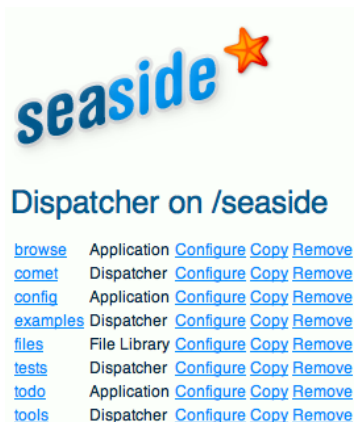 seaside
Dispatcher on /seaside
browse Application Configure Copy Remove
comet Dispatcher Configure Copy Remove
config Application Configure Copy Remove
examples Dispatcher Configure Copy Remove
files File Library Configure Copy Remove
tests Dispatcher Configure Copy Remove
todo Application Configure Copy Remove
tools Dispatcher Configure Copy Remove